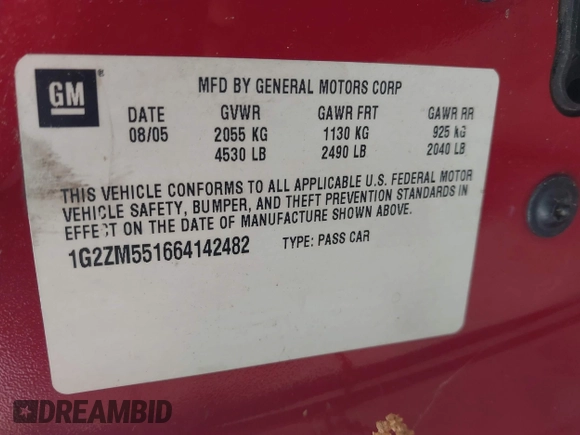 GM®
MFD BY GENERAL MOTORS CORP
DATE GVWR GAWR FRT GAWR RR
08/05 2055 KG 1130 KG 925 KG
4530 LB 2490 LB 2040 LB
THIS VEHICLE CONFORMS TO ALL APPLICABLE U.S. FEDERAL MOTOR
VEHICLE SAFETY, BUMPER, AND THEFT PREVENTION STANDARDS IN
EFFECT ON THE DATE OF MANUFACTURE SHOWN ABOVE.
1G2ZM551664142482 TYPE: PASS CAR
DREAMBID